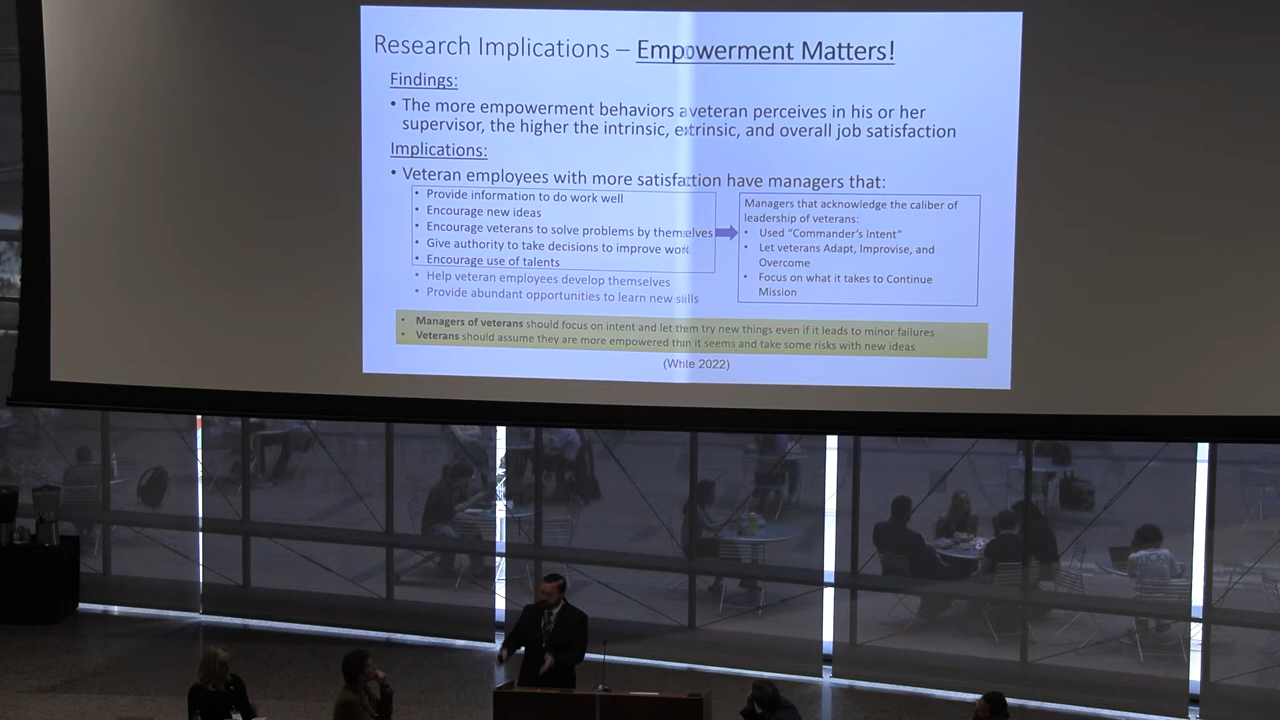 Research Implications – Empowerment Matters!
Findings:
• The more empowerment behaviors a veteran perceives in his or her
supervisor, the higher the intrinsic, extrinsic, and overall job satisfaction
Implications:
• Veteran employees with more satisfaction have managers that:
• Provide information to do work well
• Encourage new ideas
• Encourage veterans to solve problems by themselves
• Give authority to take decisions to improve work
• Encourage use of talents
• Help veteran employees develop themselves
• Provide abundant opportunities to learn new skills
Managers that acknowledge the caliber of
leadership of veterans:
• Used “Commander’s Intent”
• Let veterans Adapt, Improvise, and
Overcome
• Focus on what it takes to Continue
Mission
• Managers of veterans should focus on intent and let them try new things even if it leads to minor failures
• Veterans should assume they are more empowered than it seems and take some risks with new ideas
2022)